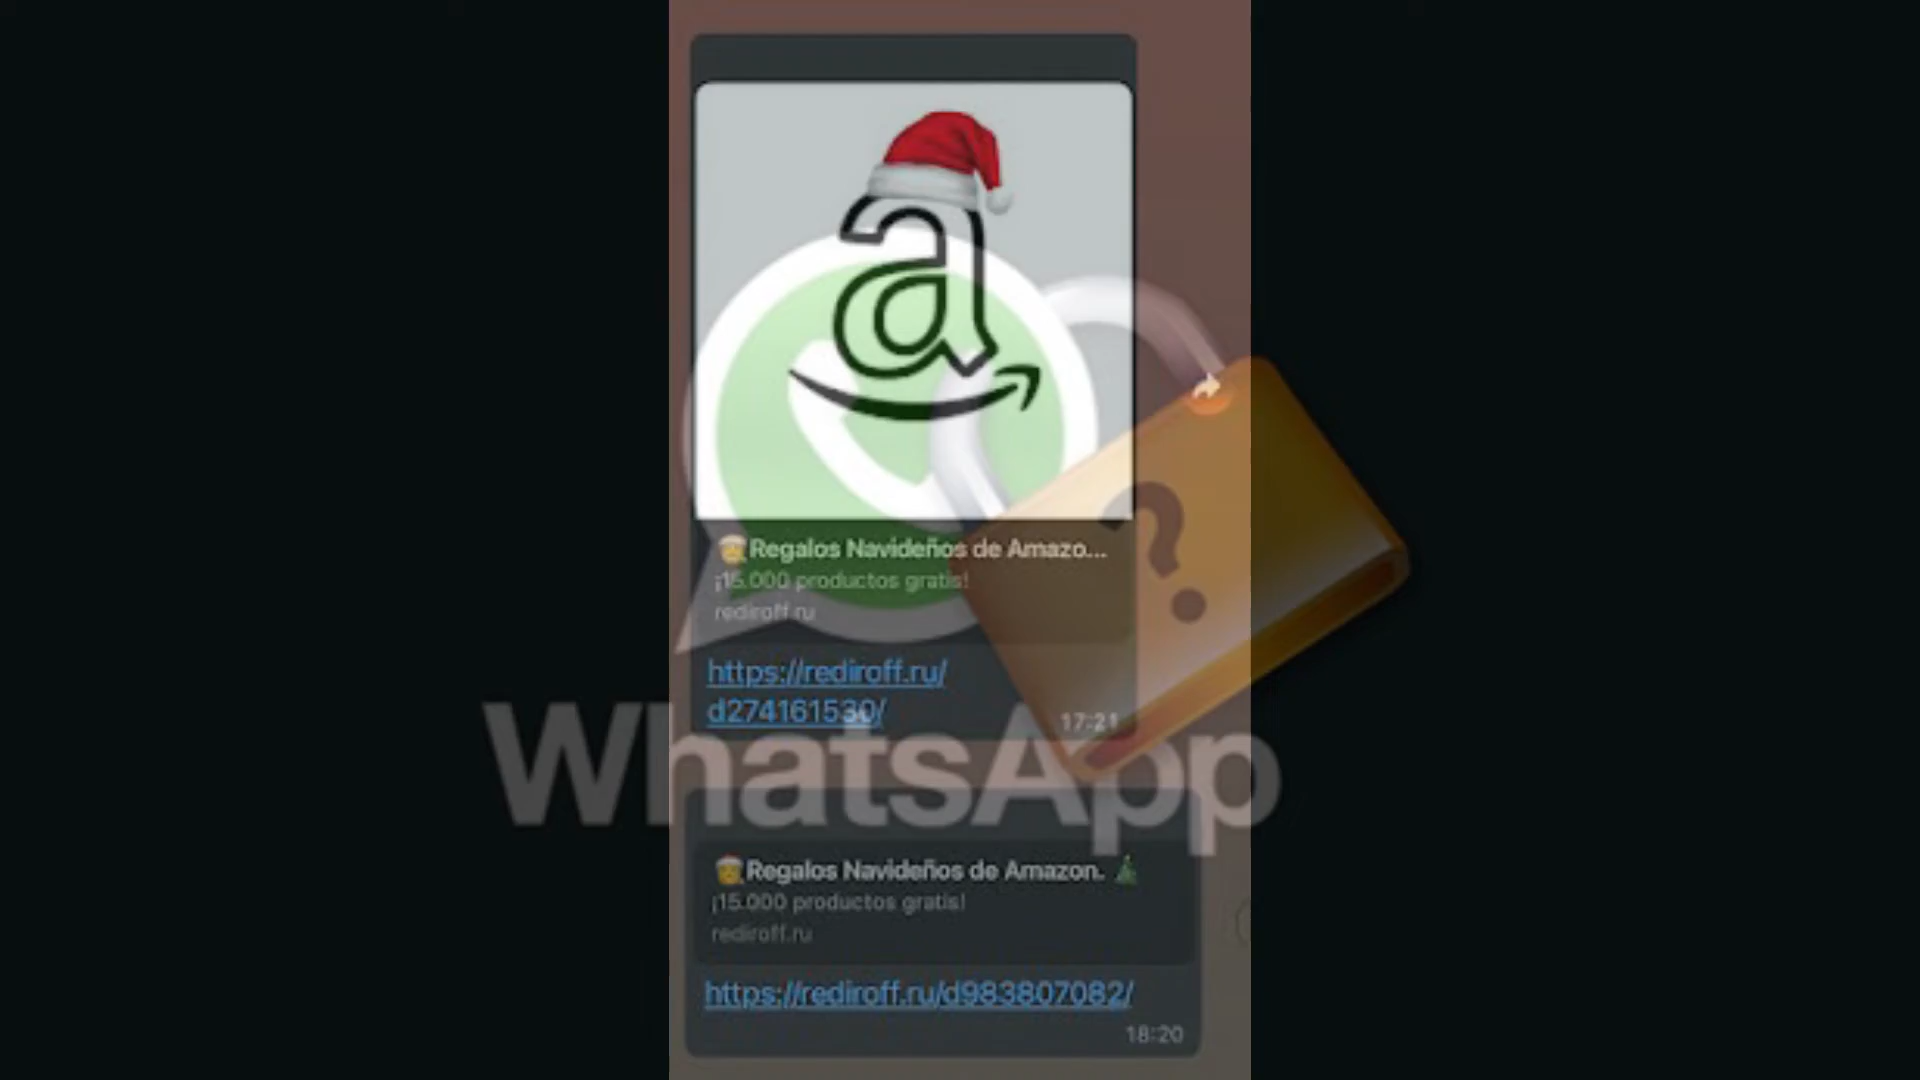 🎅Regalos Navideños de Amazo...
¡15.000 productos gratis!
rediroff.ru
https://rediroff.ru/
d274161530/
17:21
WhatsApp
🎅Regalos Navideños de Amazon. 🎄
¡15.000 productos gratis!
rediroff.ru
https://rediroff.ru/d983807082/
18:20